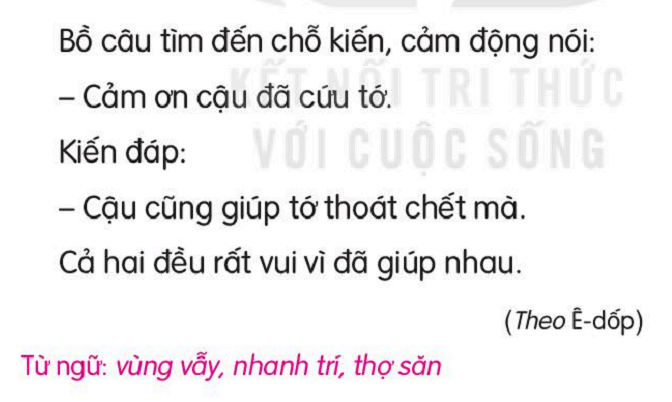 Bồ câu tìm đến chỗ kiến, cảm động nói:
– Cảm ơn cậu đã cứu tớ.
KẾT NỐI TRI THỨC
Kiến đáp:
VỚI CUỘC SỐNG
– Cậu cũng giúp tớ thoát chết mà.
Cả hai đều rất vui vì đã giúp nhau.
(Theo Ê-dốp)
Từ ngữ: vùng vẫy, nhanh trí, thợ săn